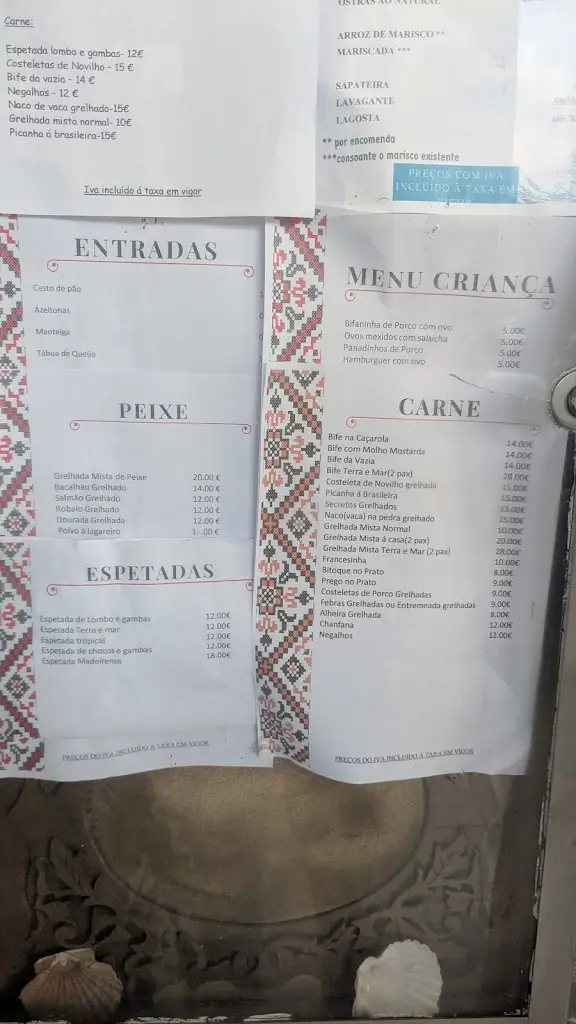 Carne:
Espetada lombo e gambas- 12€
Costeletas de Novilho - 15 €
Bife da vazia - 14 €
Negalhos - 12 €
Naco de vaca grelhado-15€
Grelhada mista normal- 10€
Picanha á brasileira-15€
Iva incluído á taxa em vigor
OSTRAS AO NATURAL
ARROZ DE MARISCO **
MARISCADA ***
SAPATEIRA
LAVAGANTE
LAGOSTA
** por encomenda
***consoante o marisco existente
PREÇOS COM IVA
INCLUIDO À TAXA EM
VIGOR
ENTRADAS
Cesto de pão
Azeitonas
Manteiga
Tábua de Queijo
PEIXE
Grelhada Mista de Peixe 20.00 €
Bacalhau Grelhado 14.00 €
Salmão Grelhado 12.00 €
Robalo Grelhado 12.00 €
Dourada Grelhada 12.00 €
Polvo à lagareiro
ESPETADAS
Espetada de Lombo e gambas 12.00€
Espetada Terra e mar 12.00€
Espetada tropical 12.00€
Espetada de chocos e gambas 12.00€
Espetada Madeirense 18.00€
PREÇOS DO IVA INCLUIDO À TAXA EM VIGOR
MENU CRIANÇA
Bifaninha de Porco com ovo 5.00€
Ovos mexidos com salsicha 5.00€
Panadinhos de Porco 5.00€
Hamburguer com ovo 5.00€
CARNE
Bife na Caçarola 14.00€
Bife com Molho Mostarda 14.00€
Bife da Vazia 14.00€
Bife Terra e Mar(2 pax) 28.00€
Costeleta de Novilho grelhada 15.00€
Picanha á Brasileira 15.00€
Secretos Grelhados 13.00€
Naco(vaca) na pedra grelhado 15.00€
Grelhada Mista Normal 10.00€
Grelhada Mista á casa(2 pax) 20.00€
Grelhada Mista Terra e Mar (2 pax) 28.00€
Francesinha 10.00€
Bitoque no Prato 8.00€
Prego no Prato 9.00€
Costeletas de Porco Grelhadas 9.00€
Febras Grelhadas ou Entremeada grelhadas 9.00€
Alheira Grelhada 8.00€
Chanfana 12.00€
Negalhos 12.00€
PREÇOS DO IVA INCLUIDO À TAXA EM VIGOR